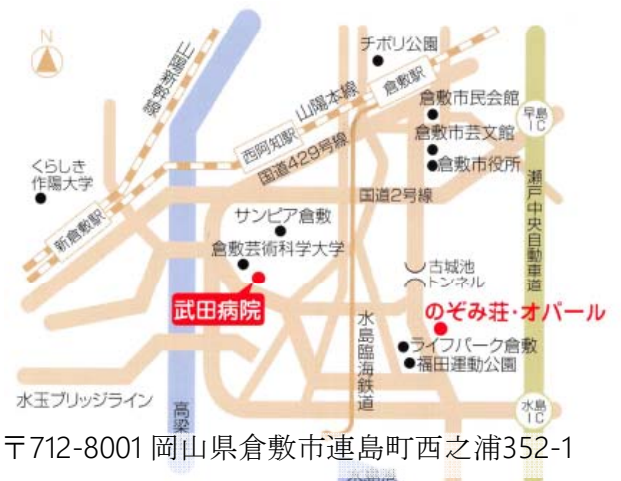 N
チボリ公園
山陽新幹線
山陽本線
倉敷駅
倉敷市民会館
早島IC
西阿知駅
倉敷市芸文館
国道429号線
倉敷市役所
くらしき
作陽大学
国道2号線
瀬戸中央自動車道
新倉敷駅
サンピア倉敷
倉敷芸術科学大学
古城池
トンネル
武田病院
のぞみ荘・オパール
水島臨海鉄道
ライフパーク倉敷
福田運動公園
水玉ブリッジライン
高梁
水島IC
〒712-8001 岡山県倉敷市連島町西之浦352-1